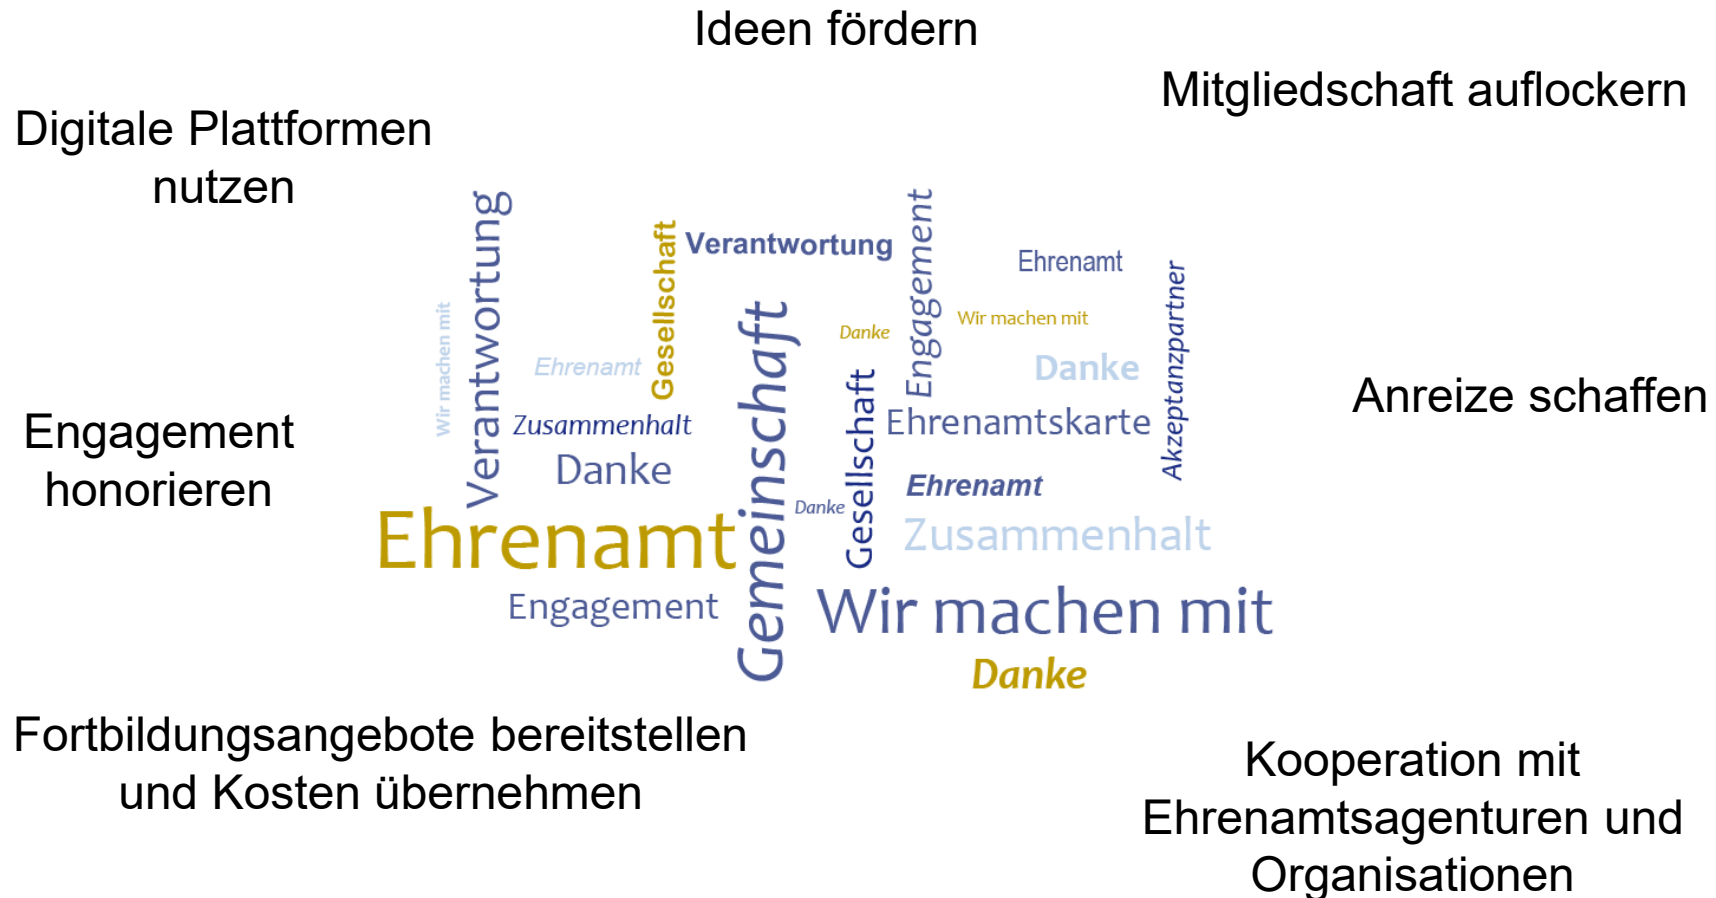 Ideen fördern
Mitgliedschaft auflockern
Digitale Plattformen
nutzen
Verantwortung
Gesellschaft
Verantwortung
Engagement
Ehrenamt
Akzeptanzpartner
Wir machen mit
Ehrenamt
Gemeinschaft
Danke
Wir machen mit
Danke
Zusammenhalt
Gesellschaft
Ehrenamtskarte
Anreize schaffen
Engagement
honorieren
Danke
Danke
Ehrenamt
Ehrenamt
Zusammenhalt
Engagement
Wir machen mit
Danke
Fortbildungsangebote bereitstellen
und Kosten übernehmen
Kooperation mit
Ehrenamtsagenturen und
Organisationen